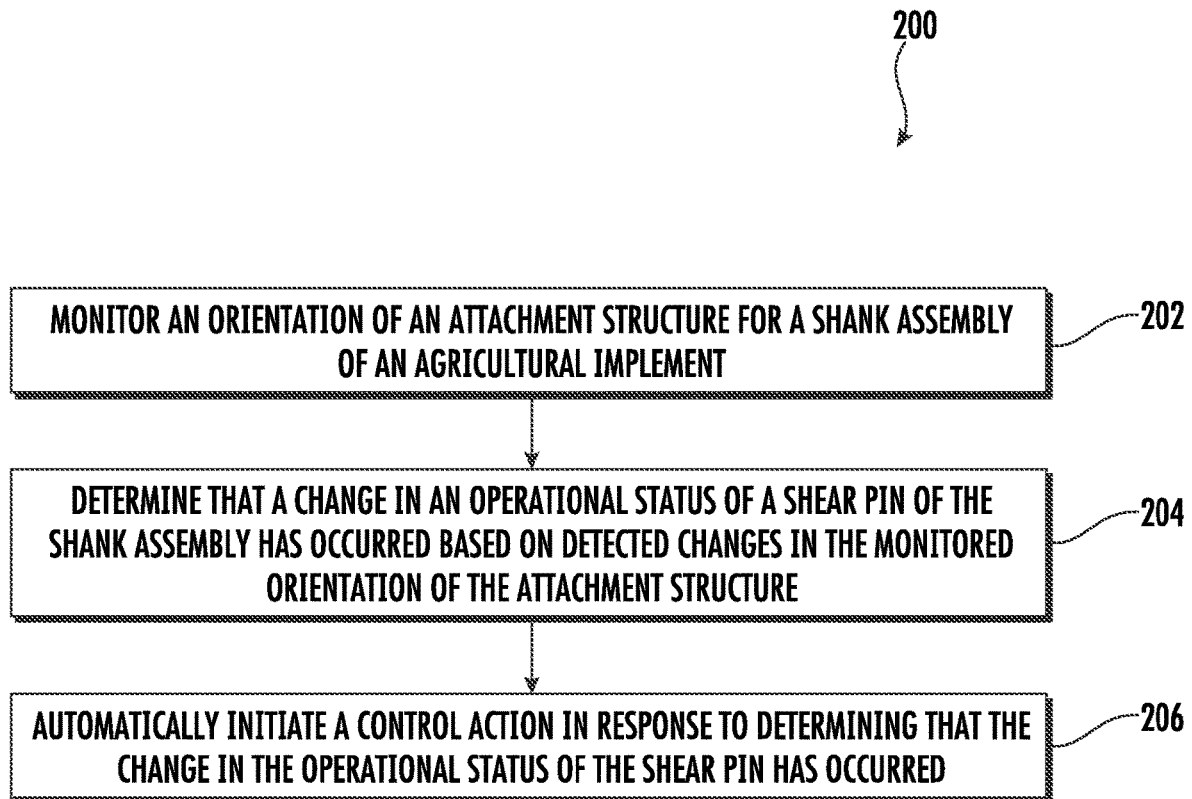 200
MONITOR AN ORIENTATION OF AN ATTACHMENT STRUCTURE FOR A SHANK ASSEMBLY
OF AN AGRICULTURAL IMPLEMENT
202
DETERMINE THAT A CHANGE IN AN OPERATIONAL STATUS OF A SHEAR PIN OF THE
SHANK ASSEMBLY HAS OCCURRED BASED ON DETECTED CHANGES IN THE MONITORED
ORIENTATION OF THE ATTACHMENT STRUCTURE
204
AUTOMATICALLY INITIATE A CONTROL ACTION IN RESPONSE TO DETERMINING THAT THE
CHANGE IN THE OPERATIONAL STATUS OF THE SHEAR PIN HAS OCCURRED
206